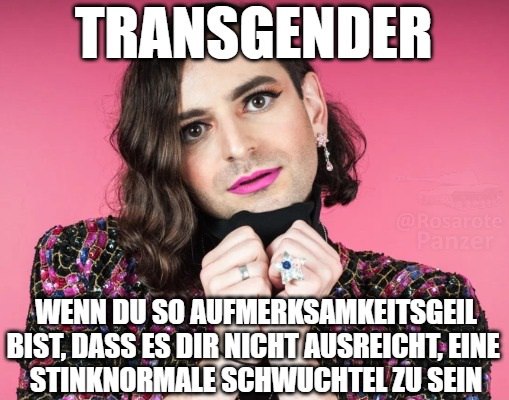 TRANSGENDER
@Rosarote
Panzer
WENN DU SO AUFMERKSAMKEITSGEIL
BIST, DASS ES DIR NICHT AUSREICHT, EINE
STINKNORMALE SCHWUCHTEL ZU SEIN